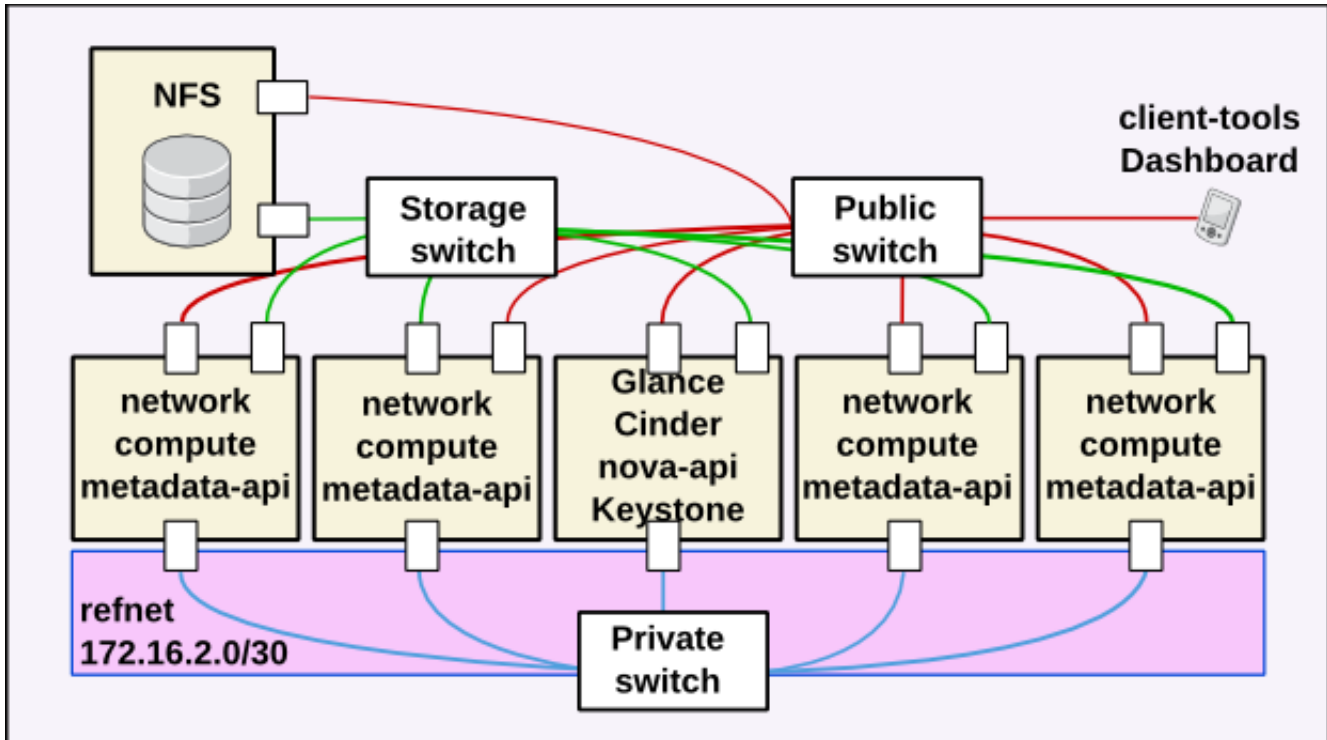 NFS
client-tools
Dashboard
Storage
switch
Public
switch
network
compute
metadata-api
network
compute
metadata-api
Glance
Cinder
nova-api
Keystone
network
compute
metadata-api
network
compute
metadata-api
refnet
172.16.2.0/30
Private
switch